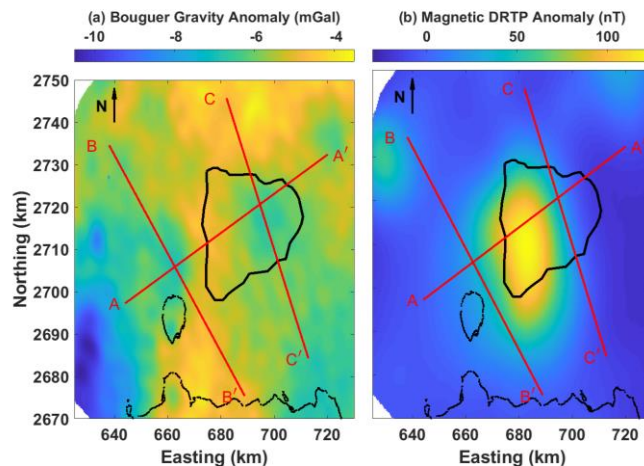 (a) Bouguer Gravity Anomaly (mGal)
-10 -8 -6 -4
(b) Magnetic DRTP Anomaly (nT)
0 50 100
Northing (km)
2750
2740
2730
2720
2710
2700
2690
2680
2670
N
C
B
A′
A
C′
B′
640 660 680 700 720
Easting (km)
N
C
B
A
A
C′
B′
640 660 680 700 720
Easting (km)